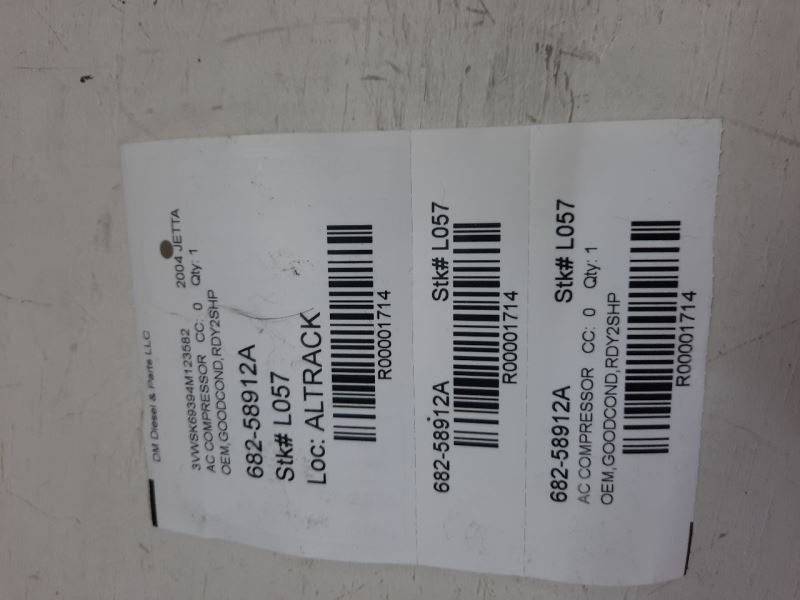 DM Diesel & Parts LLC
3VWSK69394M123582 2004 JETTA
AC COMPRESSOR CC: 0 Qty: 1
OEM,GOODCOND,RDY2SHP
682-58912A
Stk# L057
Loc: ALTRACK
R00001714
682-58912A Stk# L057
R00001714
682-58912A Stk# L057
AC COMPRESSOR CC: 0 Qty: 1
OEM,GOODCOND,RDY2SHP
R00001714